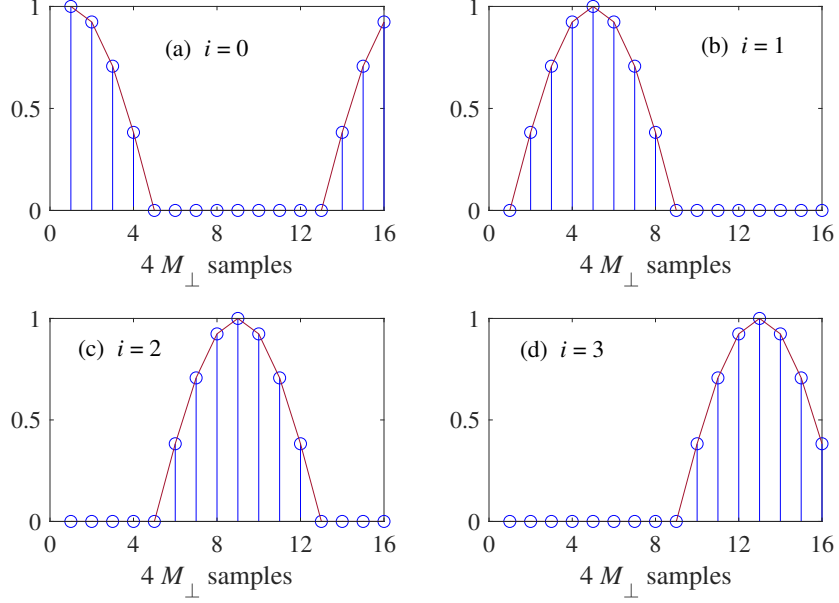 1
0.5
0
(a) i = 0
0 4 8 12 16
4 M⊥ samples
1
0.5
0
(b) i = 1
0 4 8 12 16
4 M⊥ samples
1
0.5
0
(c) i = 2
0 4 8 12 16
4 M⊥ samples
1
0.5
0
(d) i = 3
0 4 8 12 16
4 M⊥ samples